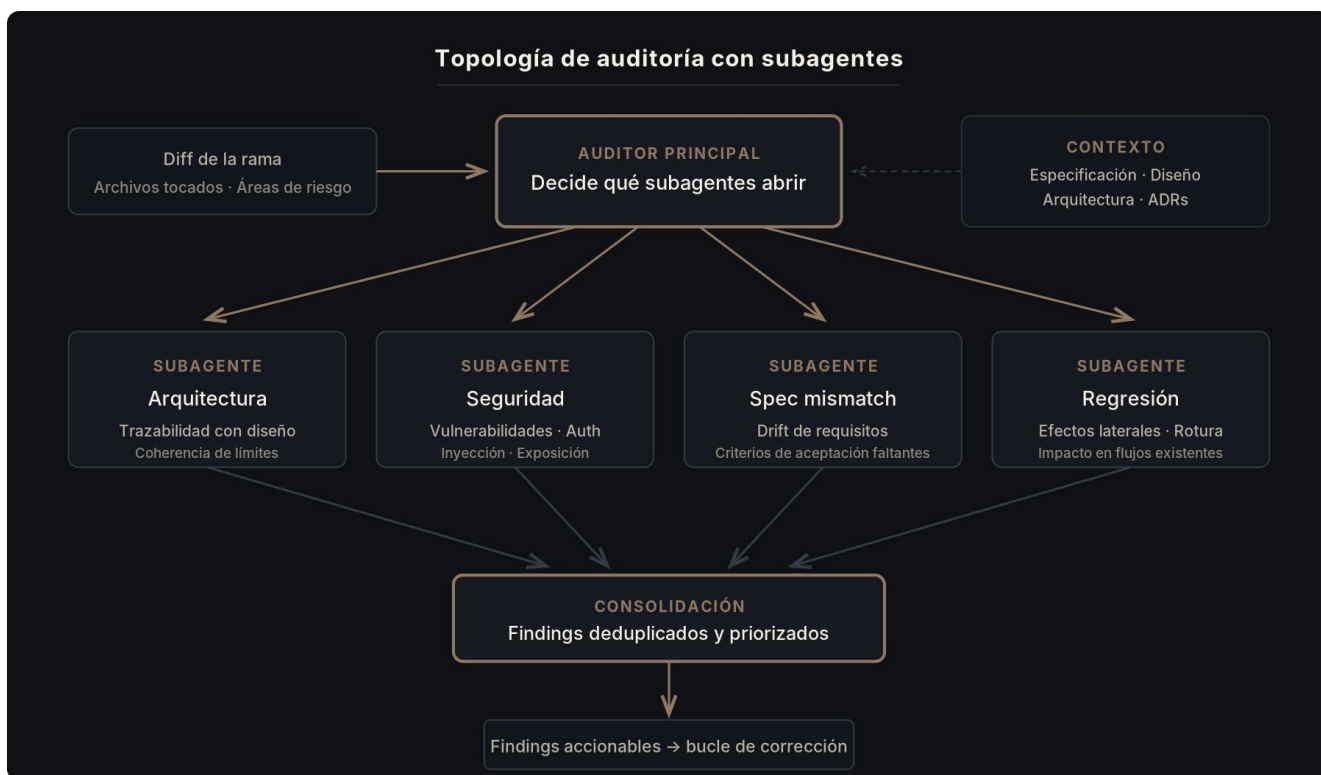 Topología de auditoría con subagentes
Diff de la rama
Archivos tocados · Áreas de riesgo
AUDITOR PRINCIPAL
Decide qué subagentes abrir
CONTEXTO
Especificación · Diseño
Arquitectura · ADRs
SUBAGENTE
Arquitectura
Trazabilidad con diseño
Coherencia de límites
SUBAGENTE
Seguridad
Vulnerabilidades · Auth
Inyección · Exposición
SUBAGENTE
Spec mismatch
Drift de requisitos
Criterios de aceptación faltantes
SUBAGENTE
Regresión
Efectos laterales · Rotura
Impacto en flujos existentes
CONSOLIDACIÓN
Findings deduplicados y priorizados
Findings accionables → bucle de corrección